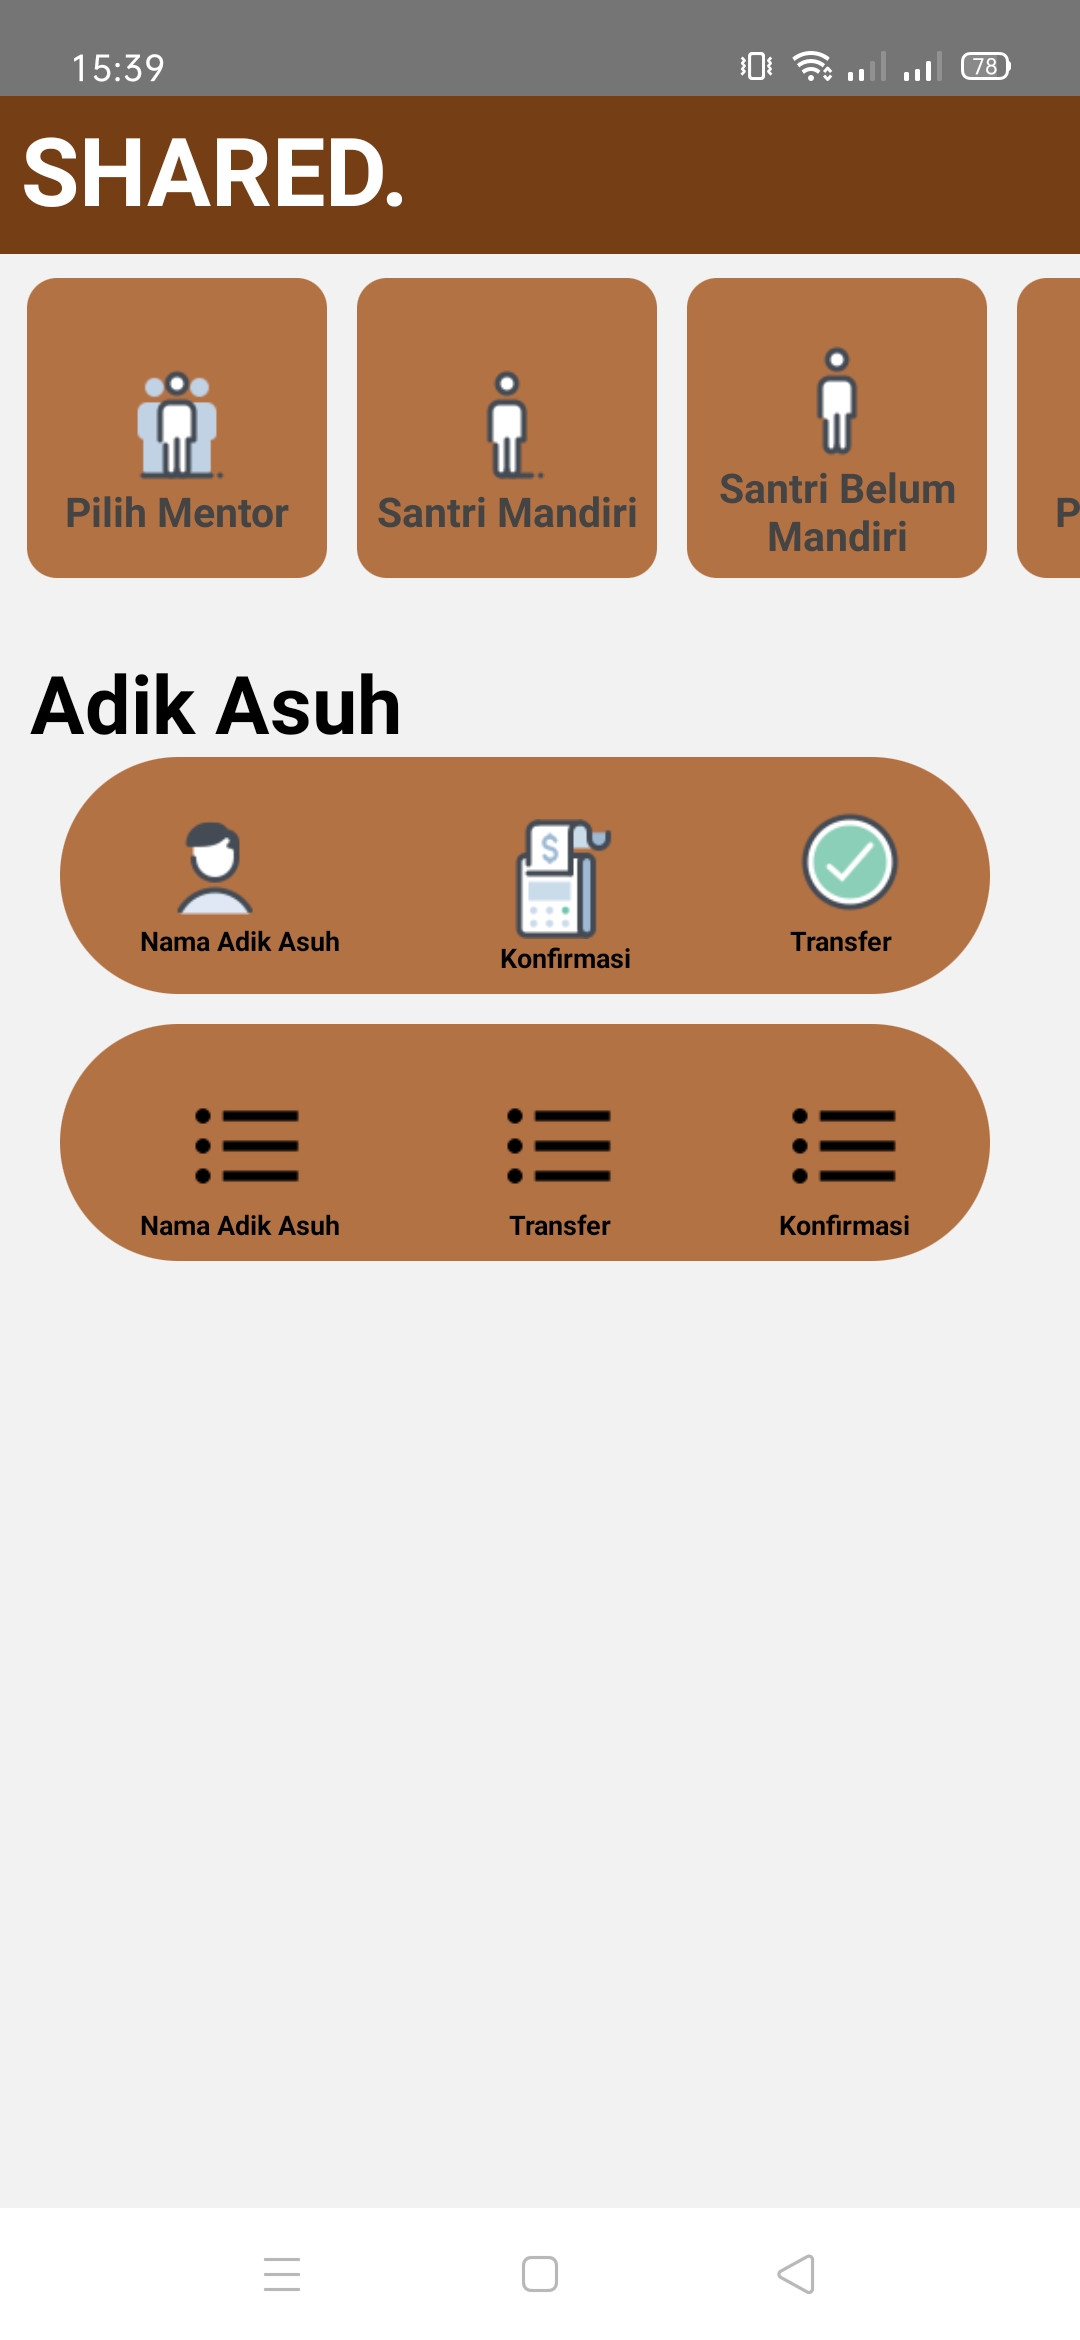 15:39
78
SHARED.
Pilih Mentor
Santri Mandiri
Santri Belum
Mandiri
P
Adik Asuh
$
Nama Adik Asuh
Konfirmasi
Transfer
Nama Adik Asuh
Transfer
Konfirmasi